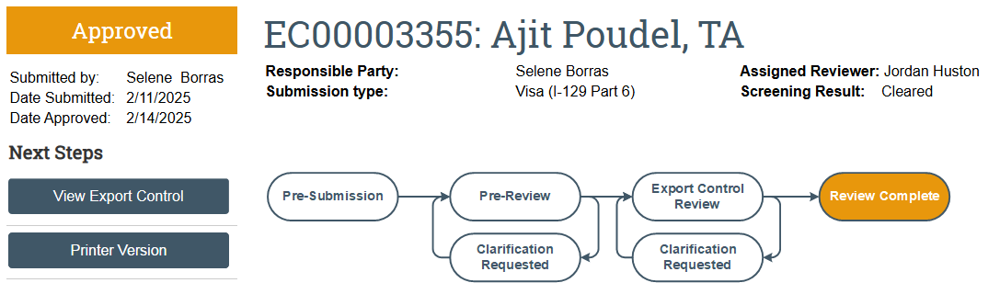 Approved
Submitted by: Selene Borras
Date Submitted: 2/11/2025
Date Approved: 2/14/2025
Next Steps
View Export Control
Printer Version
EC00003355: Ajit Poudel, TA
Responsible Party: Selene Borras Assigned Reviewer: Jordan Huston
Submission type: Visa (I-129 Part 6) Screening Result: Cleared
Pre-Submission
Pre-Review
Export Control
Review
Review Complete
Clarification
Requested
Clarification
Requested